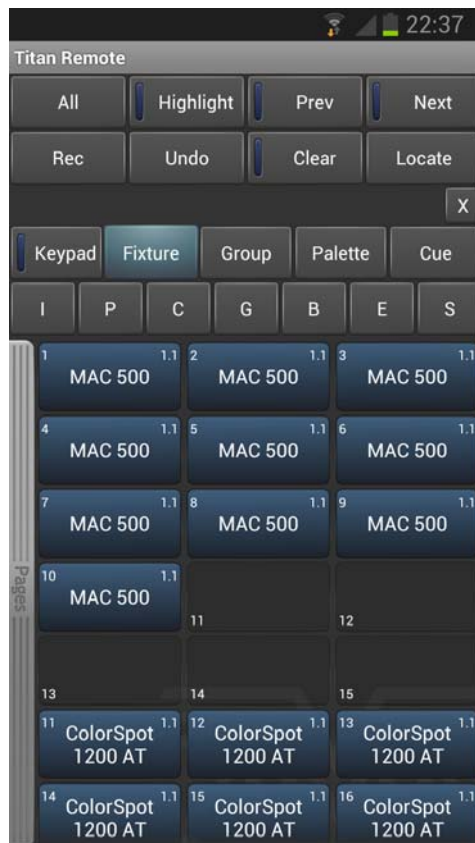 22:37
Titan Remote
All Highlight Prev Next
Rec Undo Clear Locate
X
Keypad Fixture Group Palette Cue
I P C G B E S
Pages
1 1.1 2 1.1 3 1.1
MAC 500 MAC 500 MAC 500
4 1.1 5 1.1 6 1.1
MAC 500 MAC 500 MAC 500
7 1.1 8 1.1 9 1.1
MAC 500 MAC 500 MAC 500
10 1.1
MAC 500
11 12
13 14 15
11 ColorSpot 1.1 12 ColorSpot 1.1 13 ColorSpot 1.1
1200 AT 1200 AT 1200 AT
14 ColorSpot 1.1 15 ColorSpot 1.1 16 ColorSpot 1.1
1200 AT 1200 AT 1200 AT